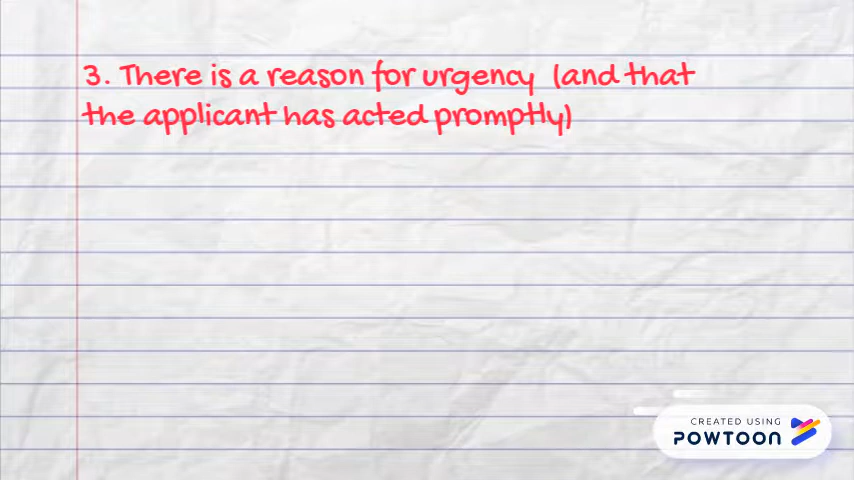 3. There is a reason for urgency (and that
the applicant has acted promptly)
CREATED USING
POWTOON